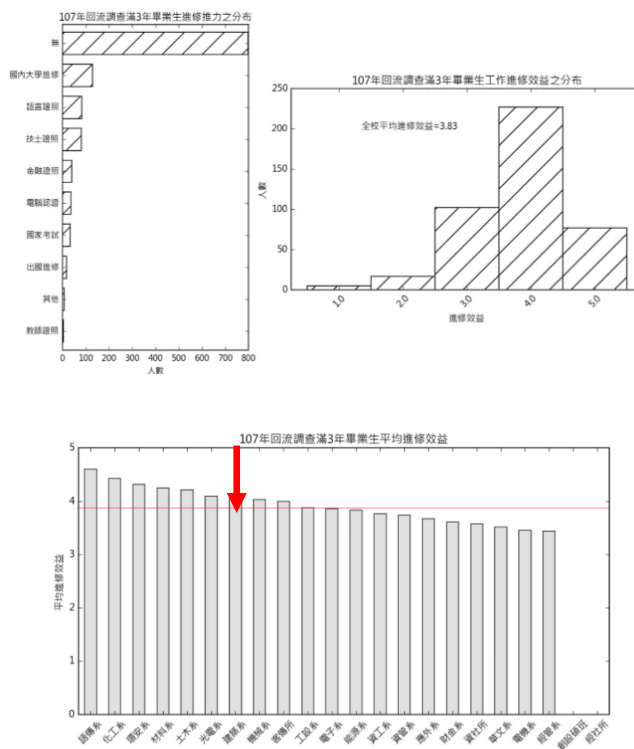 107年回流調查滿3年畢業生進修推力之分布
無
國內大學進修
語言證照
技士證照
金融證照
電腦認證
國家考試
出國進修
其他
教師證照
0 100 200 300 400 500 600 700 800
人數
107年回流調查滿3年畢業生工作進修效益之分布
全校平均進修效益=3.83
250
200
150
100
50
0
人數
1.0 2.0 3.0 4.0 5.0
進修效益
107年回流調查滿3年畢業生平均進修效益
5
4
3
2
1
0
平均進修效益
語傳系 化工系 環安系 材料系 土木系 光電系 建築系 機械系 客傳所 工設系 電子系 能源系 資工系 資管系 應外系 財金系 資社所 華文系 電機系 經管系